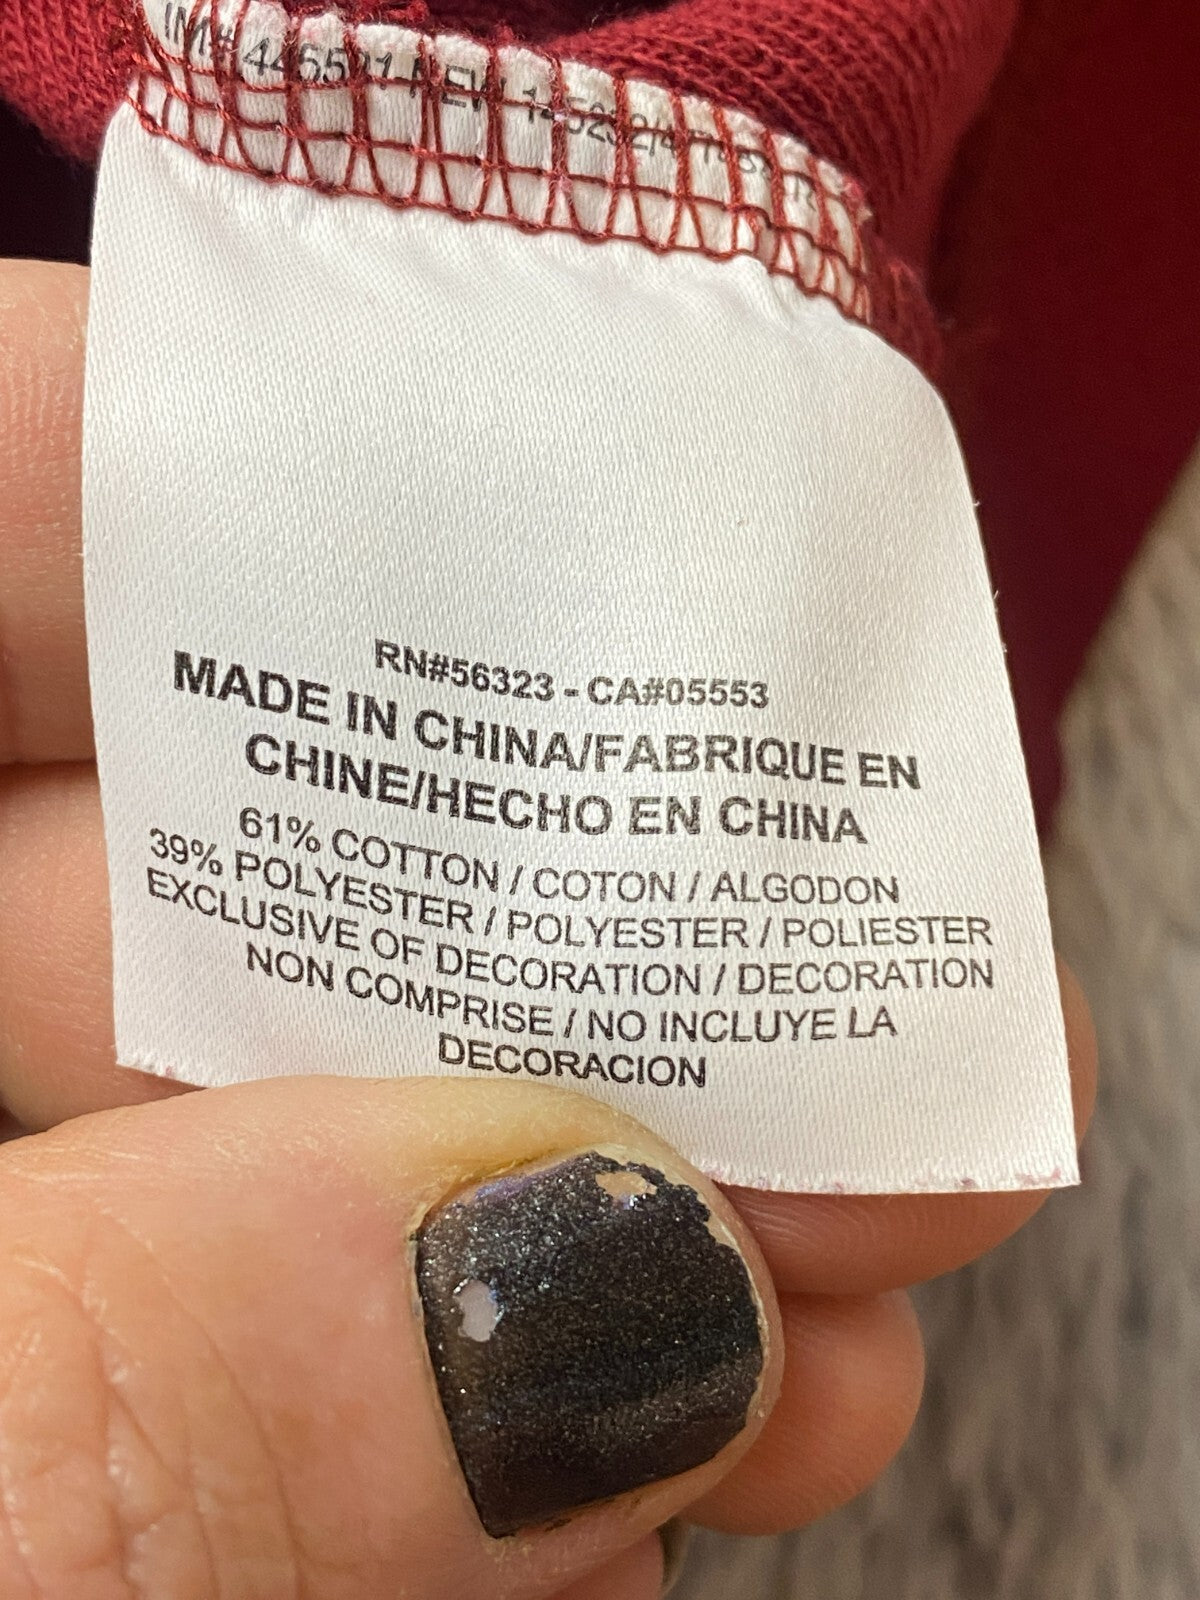 RN#56323 - CA#05553
MADE IN CHINA/FABRIQUE EN
CHINE/HECHO EN CHINA
61% COTTON / COTON / ALGODON
39% POLYESTER / POLYESTER / POLIESTER
EXCLUSIVE OF DECORATION / DECORATION
NON COMPRISE / NO INCLUYE LA
DECORACION